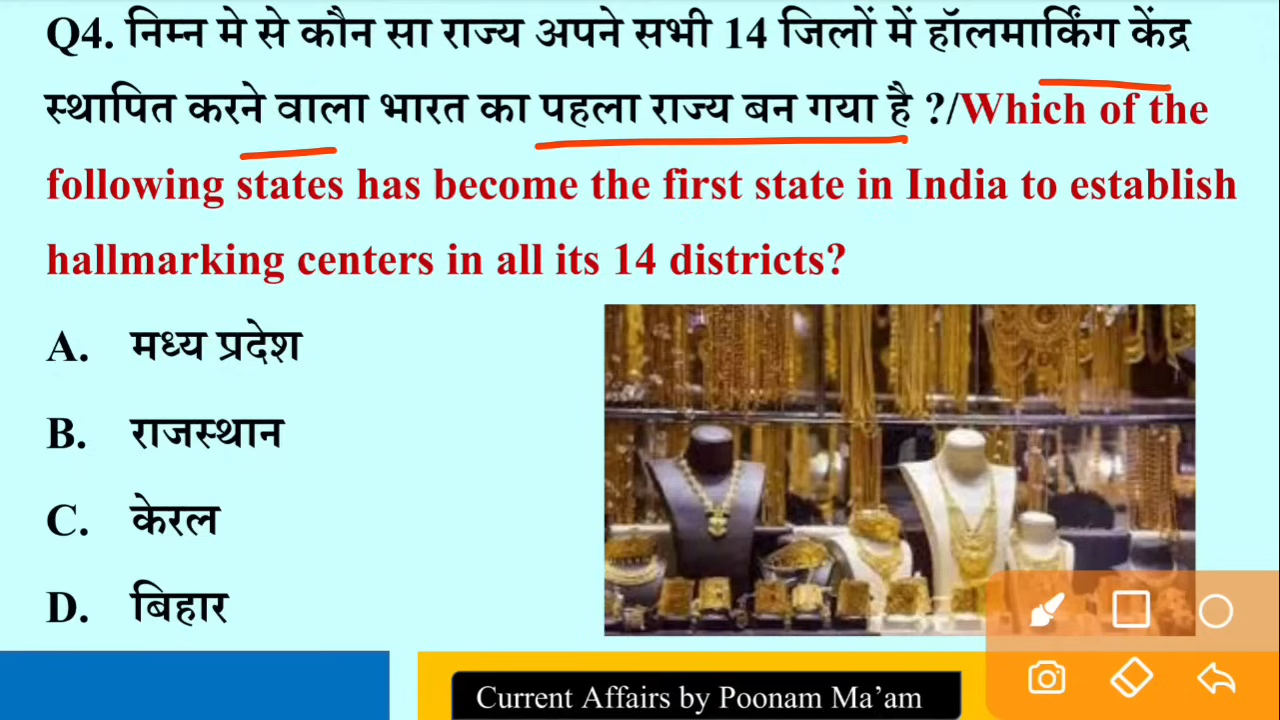 Q4. निम्न मे से कौन सा राज्य अपने सभी 14 जिलों में हॉलमार्किंग केंद्र
स्थापित करने वाला भारत का पहला राज्य बन गया है ?/Which of the
following states has become the first state in India to establish
hallmarking centers in all its 14 districts?
A. मध्य प्रदेश
B. राजस्थान
C. केरल
D. बिहार
Current Affairs by Poonam Ma’am